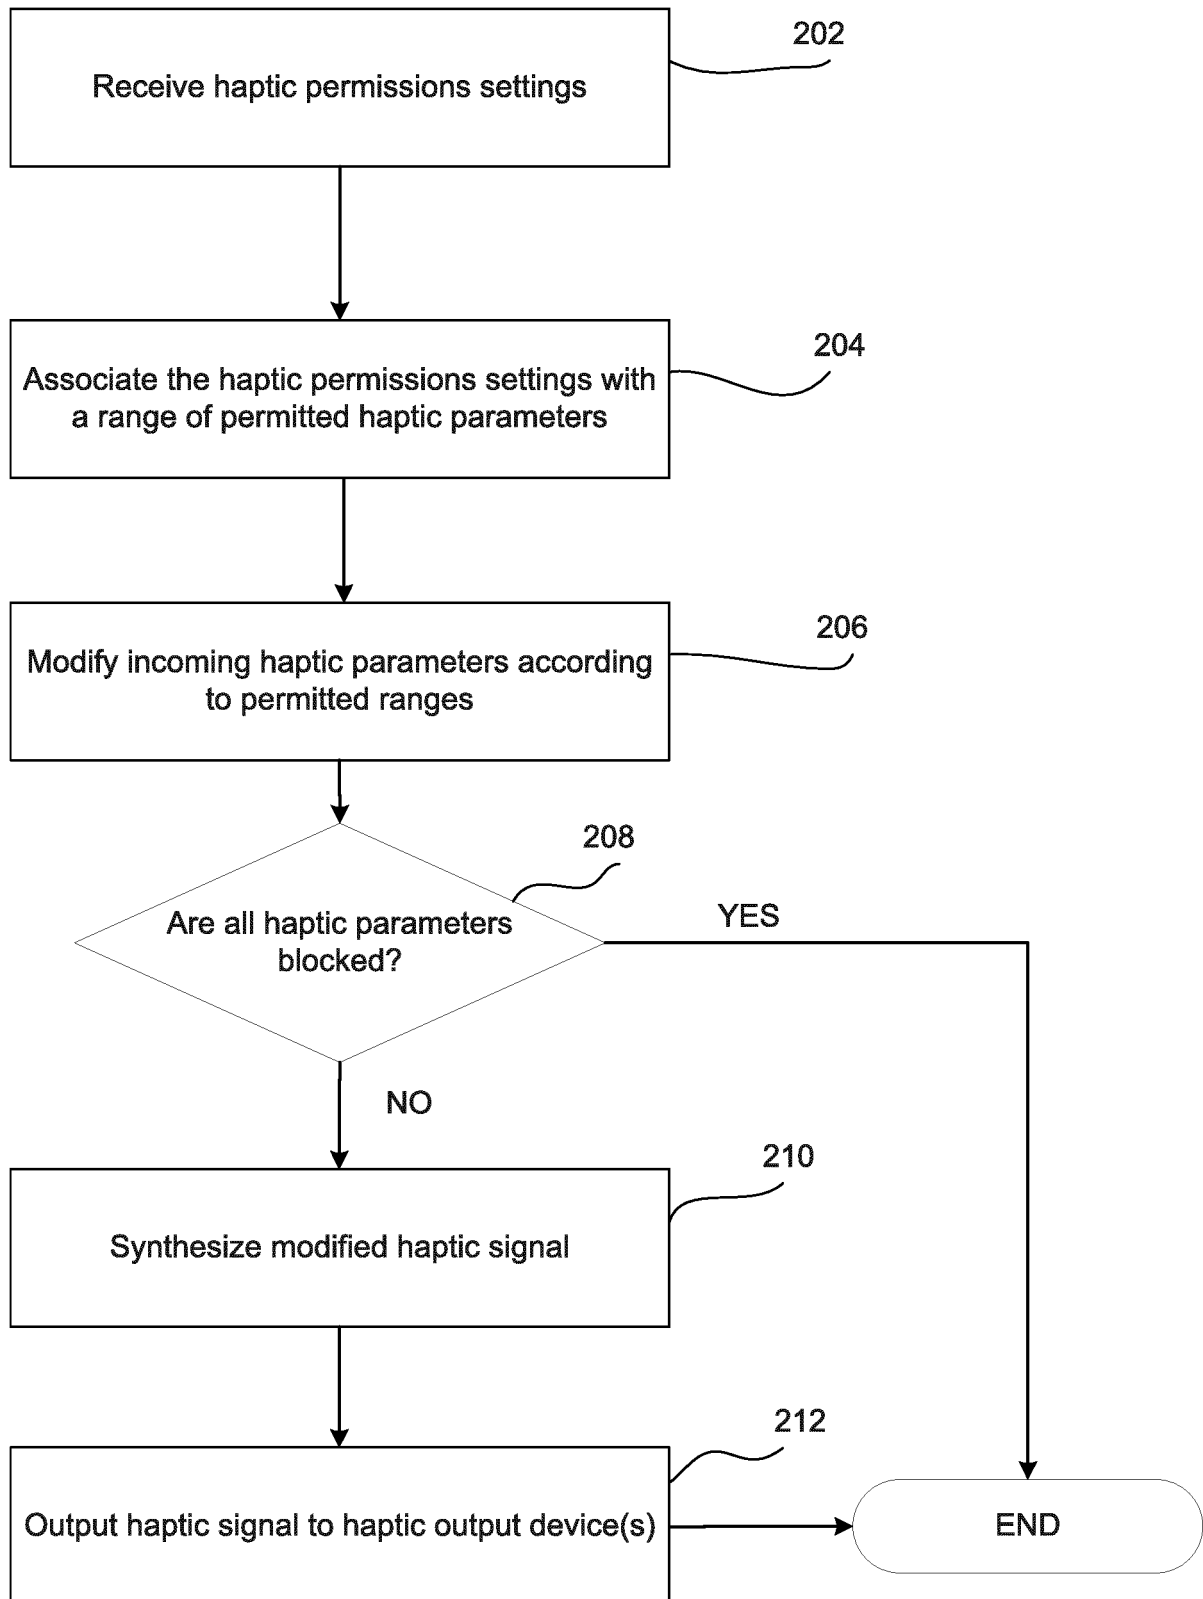 202
Receive haptic permissions settings
204
Associate the haptic permissions settings with
a range of permitted haptic parameters
206
Modify incoming haptic parameters according
to permitted ranges
208
Are all haptic parameters
blocked?
YES
NO
210
Synthesize modified haptic signal
212
Output haptic signal to haptic output device(s)
END